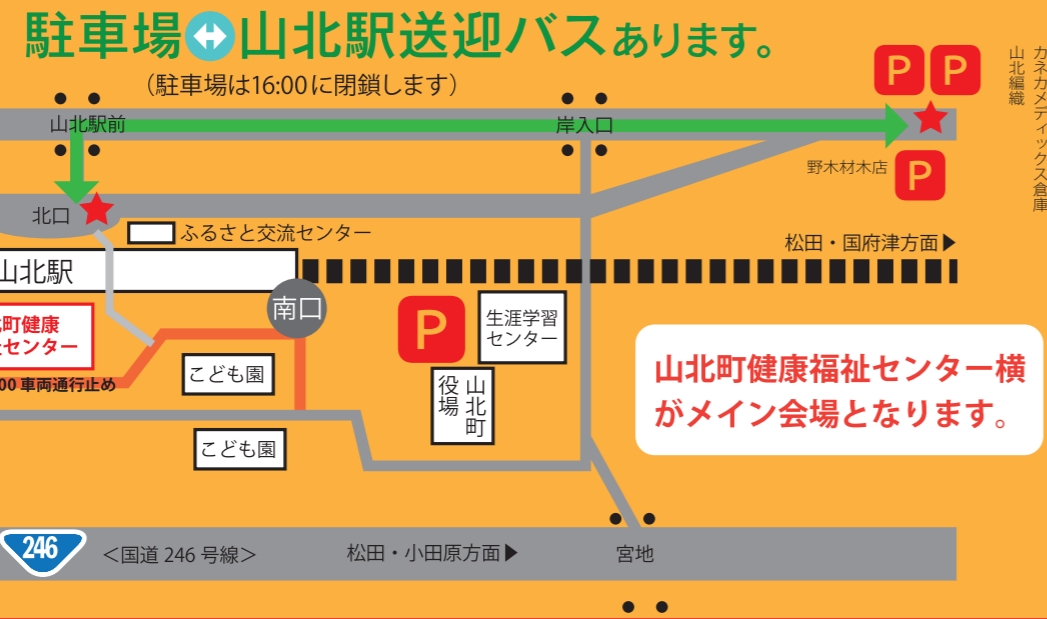 駐車場↔山北駅送迎バスあります。
（駐車場は16:00に閉鎖します）
P P
カネカメディックス倉庫
山北編織
山北駅前
岸入口
野木材木店
P
北口
ふるさと交流センター
松田・国府津方面▶
山北駅
南口
町健康
センター
00 車両通行止め
こども園
こども園
P
生涯学習
センター
山北町
役場
山北町健康福祉センター横
がメイン会場となります。
246
＜国道 246 号線＞
松田・小田原方面▶
宮地